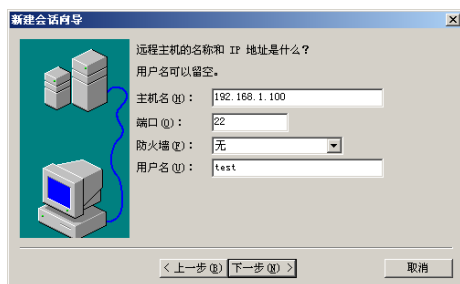 新建会话向导
远程主机的名称和 IP 地址是什么?
用户名可以留空。
主机名(H): 192.168.1.100
端口(O): 22
防火墙(F): 无
用户名(U): test
<上一步(B) 下一步(N) > 取消